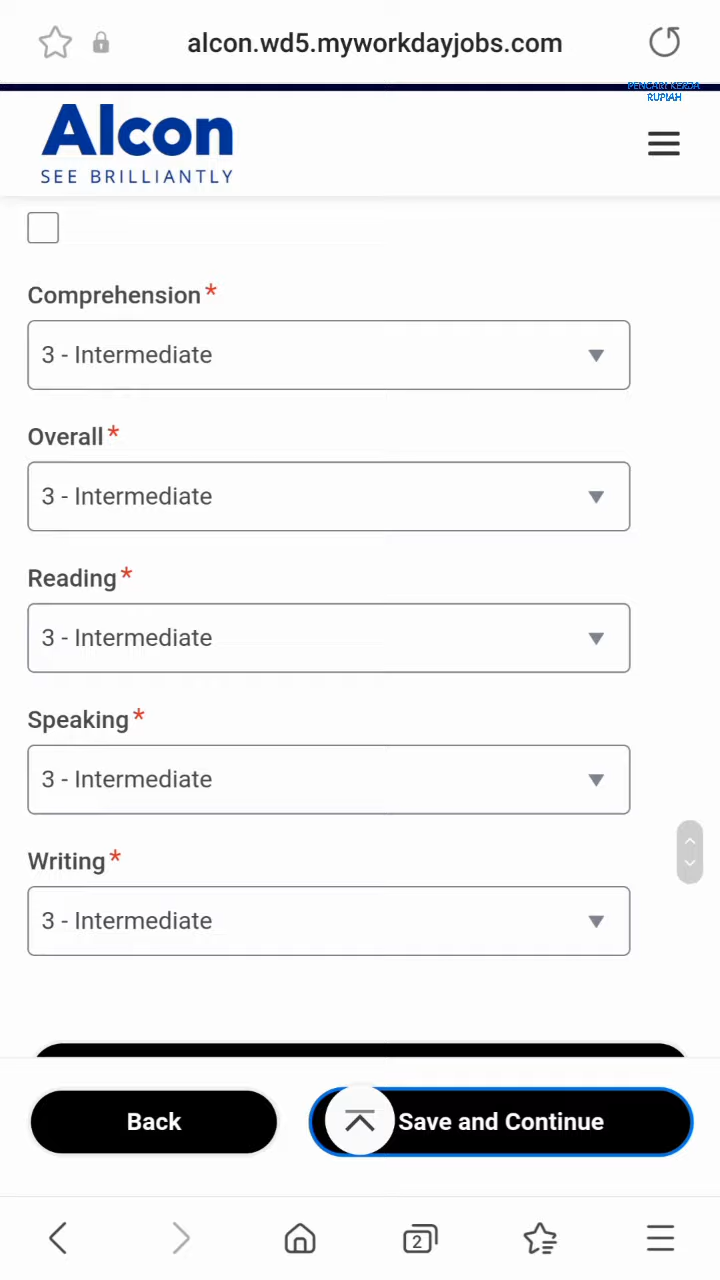 alcon.wd5.myworkdayjobs.com
PENCARI KERJA
RUPIAH
Alcon
SEE BRILLIANTLY
Comprehension*
3 - Intermediate
Overall*
3 - Intermediate
Reading*
3 - Intermediate
Speaking*
3 - Intermediate
Writing*
3 - Intermediate
Back
Save and Continue
2